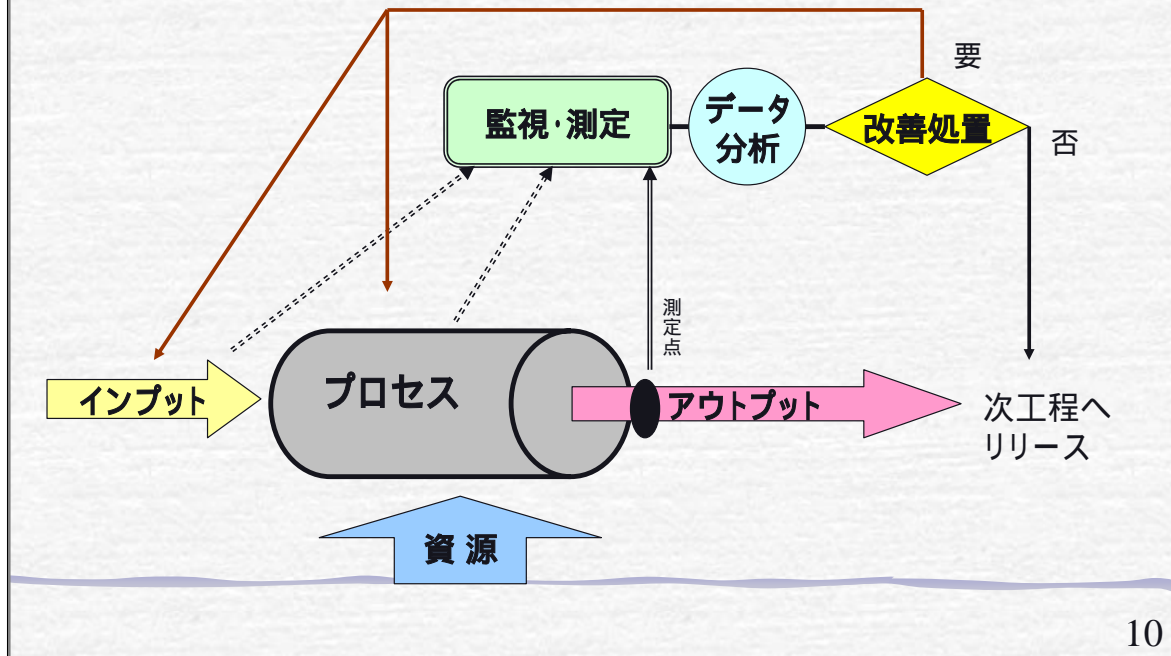 要
監視･測定
データ
分析
改善処置
否
測定点
インプット
プロセス
アウトプット
次工程へ
リリース
資 源
10